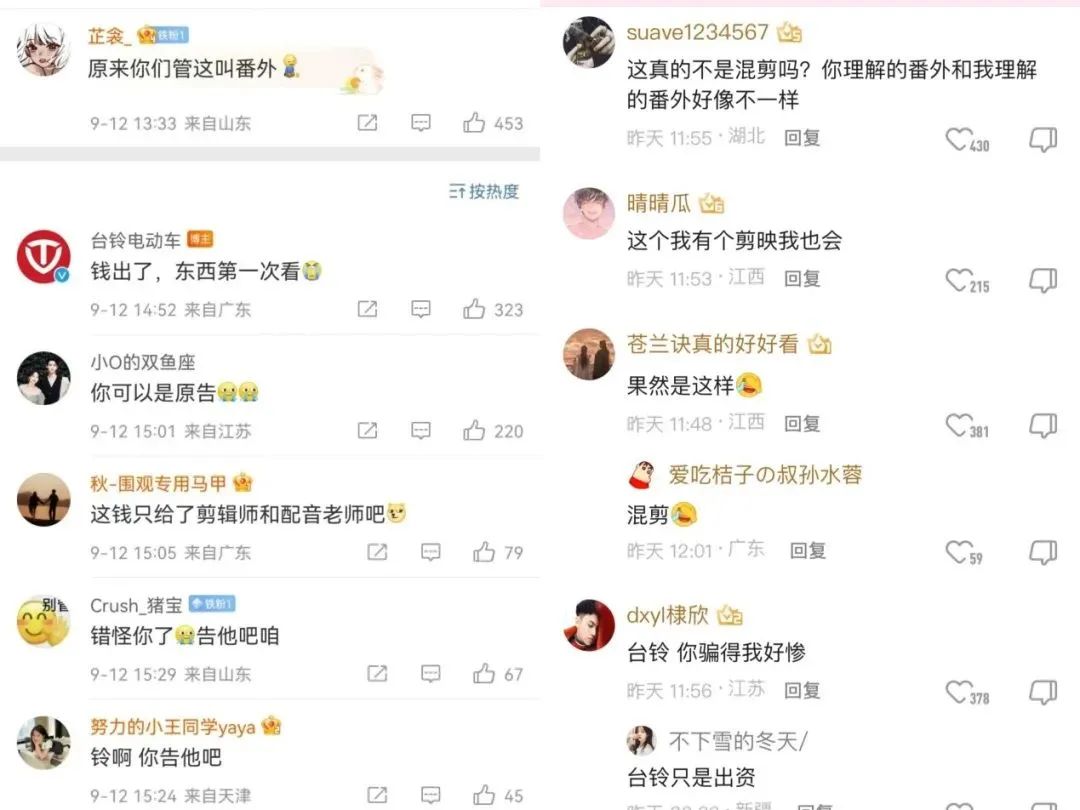 芷衾_ 铁粉1
原来你们管这叫番外
9-12 13:33 来自山东
453
按热度
台铃电动车 博主
钱出了，东西第一次看
9-12 14:52 来自广东
323
小O的双鱼座
你可以是原告
9-12 15:01 来自江苏
220
秋-围观专用马甲
这钱只给了剪辑师和配音老师吧
9-12 15:05 来自广东
79
别管
Crush_猪宝 铁粉1
错怪你了告他吧咱
9-12 15:29 来自山东
67
努力的小王同学yaya
铃啊 你告他吧
9-12 15:24 来自天津
45
suave1234567
这真的不是混剪吗？你理解的番外和我理解
的番外好像不一样
昨天 11:55 · 湖北 回复
430
晴晴瓜
这个我有个剪映我也会
昨天 11:53 · 江西 回复
215
苍兰诀真的好好看
果然是这样
昨天 11:48 · 江西 回复
381
爱吃桔子の叔孙水蓉
混剪
昨天 12:01 · 广东 回复
59
dxyl棣欣
台铃 你骗得我好惨
昨天 11:56 · 江苏 回复
378
不下雪的冬天/
台铃只是出资